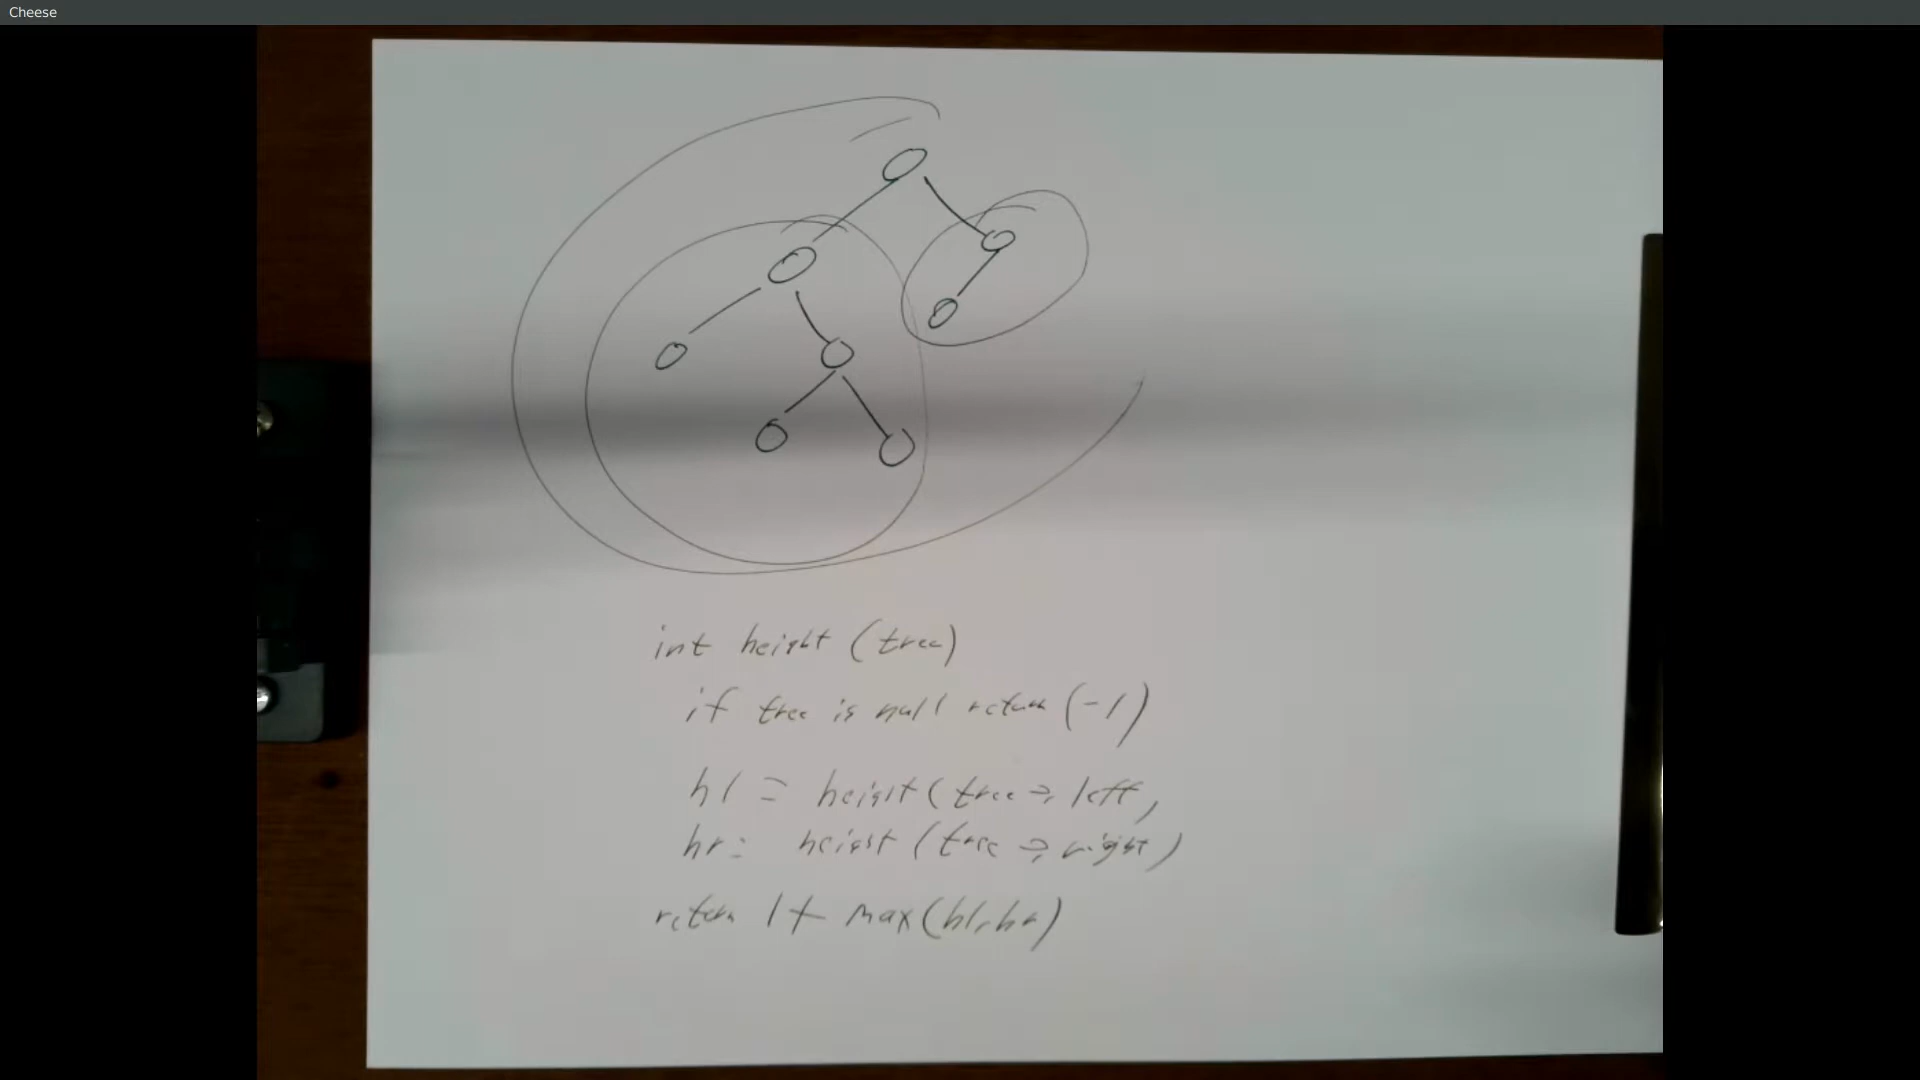 Cheese
int height (tree)
if tree is null return (-1)
hl = height (tree → left)
hr = height (tree → right)
return 1 + max(hl, hr)